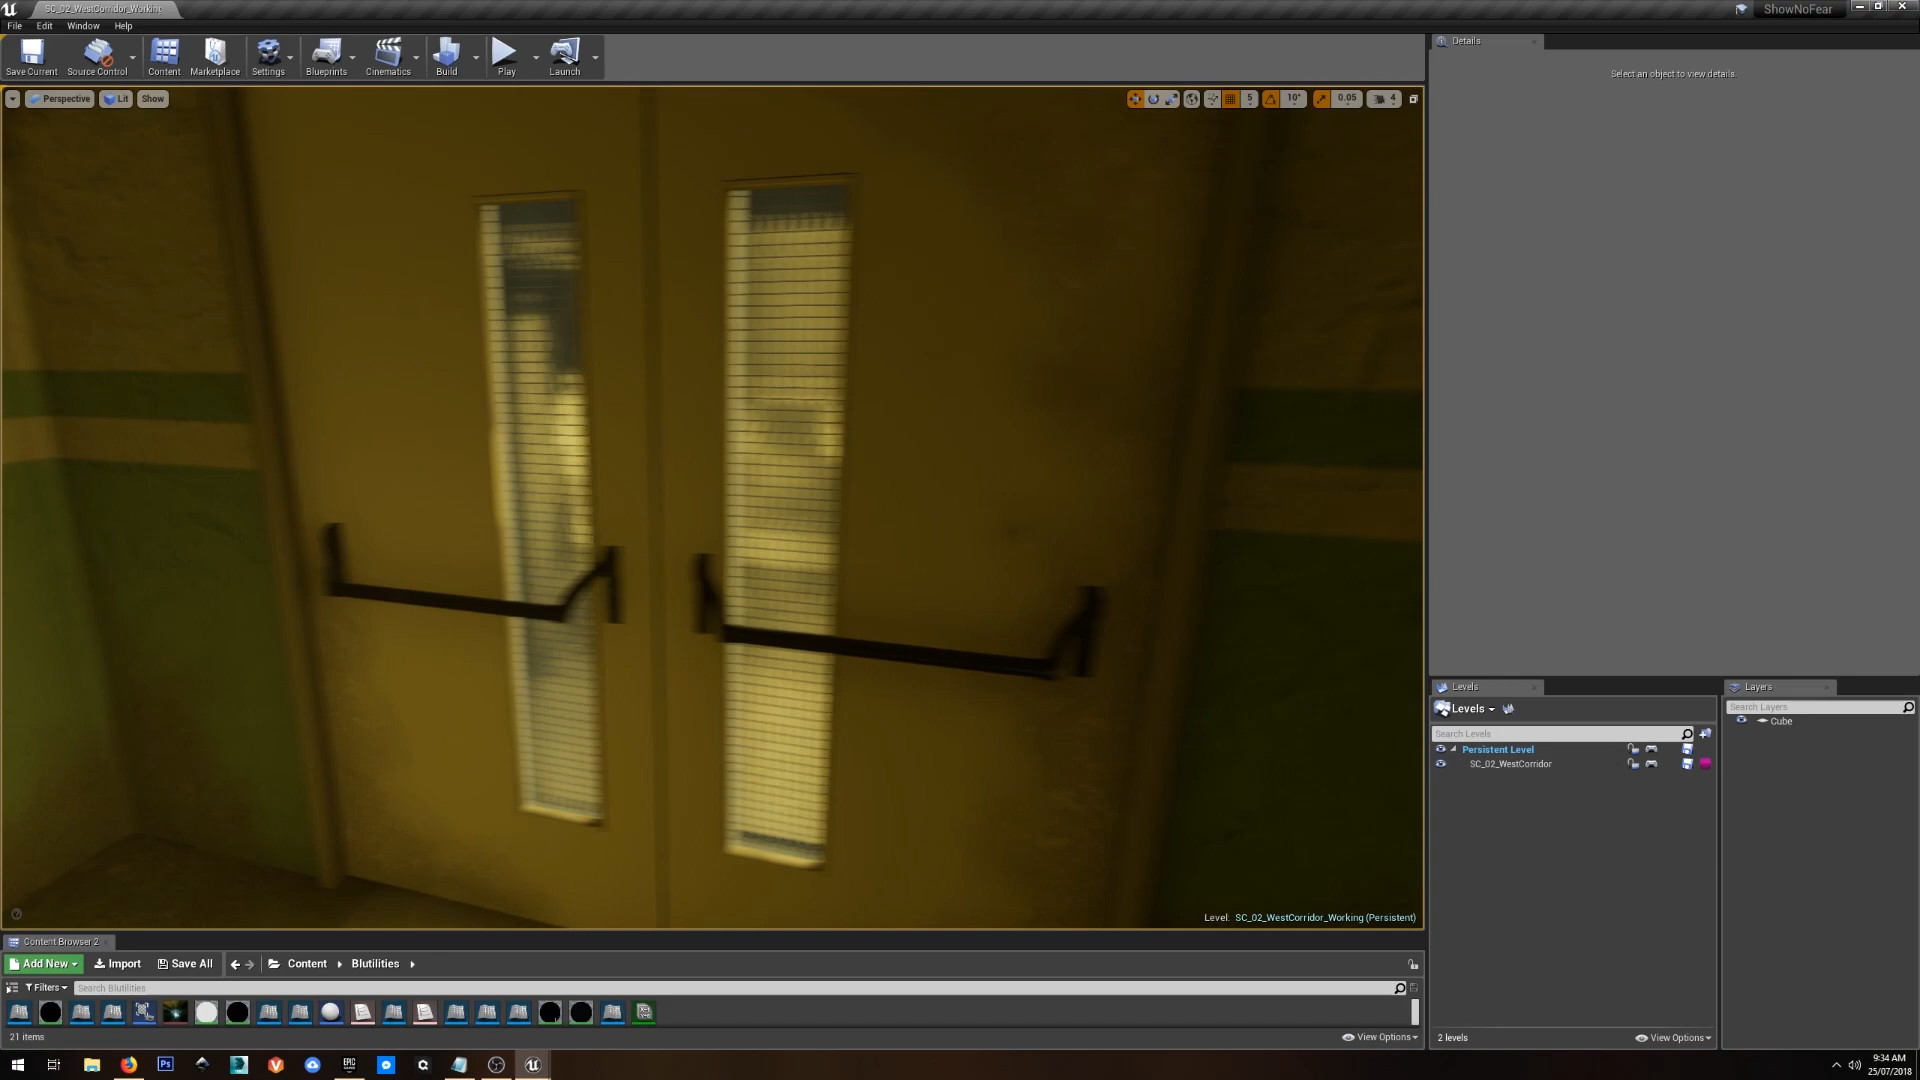 SC_02_WestCorridor_Working
ShowNoFear
File Edit Window Help
Save Current Source Control Content Marketplace Settings Blueprints Cinematics Build Play Launch
Details
Select an object to view details.
Perspective Lit Show
5 10° 0.05 4
Level: SC_02_WestCorridor_Working (Persistent)
Levels
Levels
Search Levels
Persistent Level
SC_02_WestCorridor
2 levels
View Options
Layers
Search Layers
Cube
Content Browser 2
Add New Import Save All Content Blutilities
Filters Search Blutilities
21 items
View Options
Ps
EPIC
GAMES
9:34 AM
25/07/2018